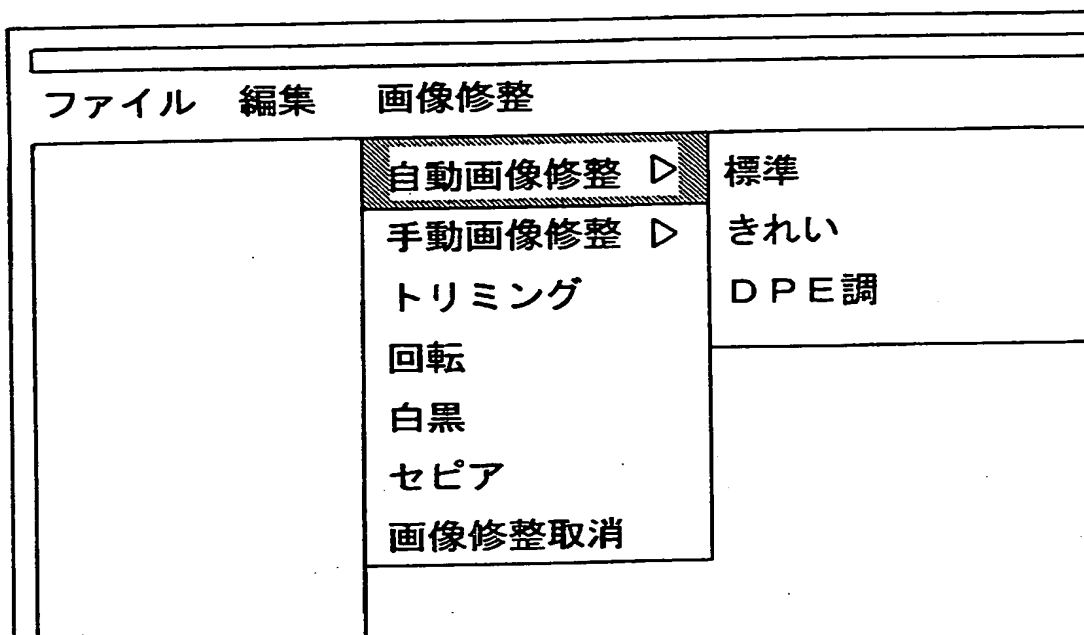 ファイル 編集 画像修整
自動画像修整 ▷ 標準
手動画像修整 ▷ きれい
トリミング ＤＰＥ調
回転
白黒
セピア
画像修整取消